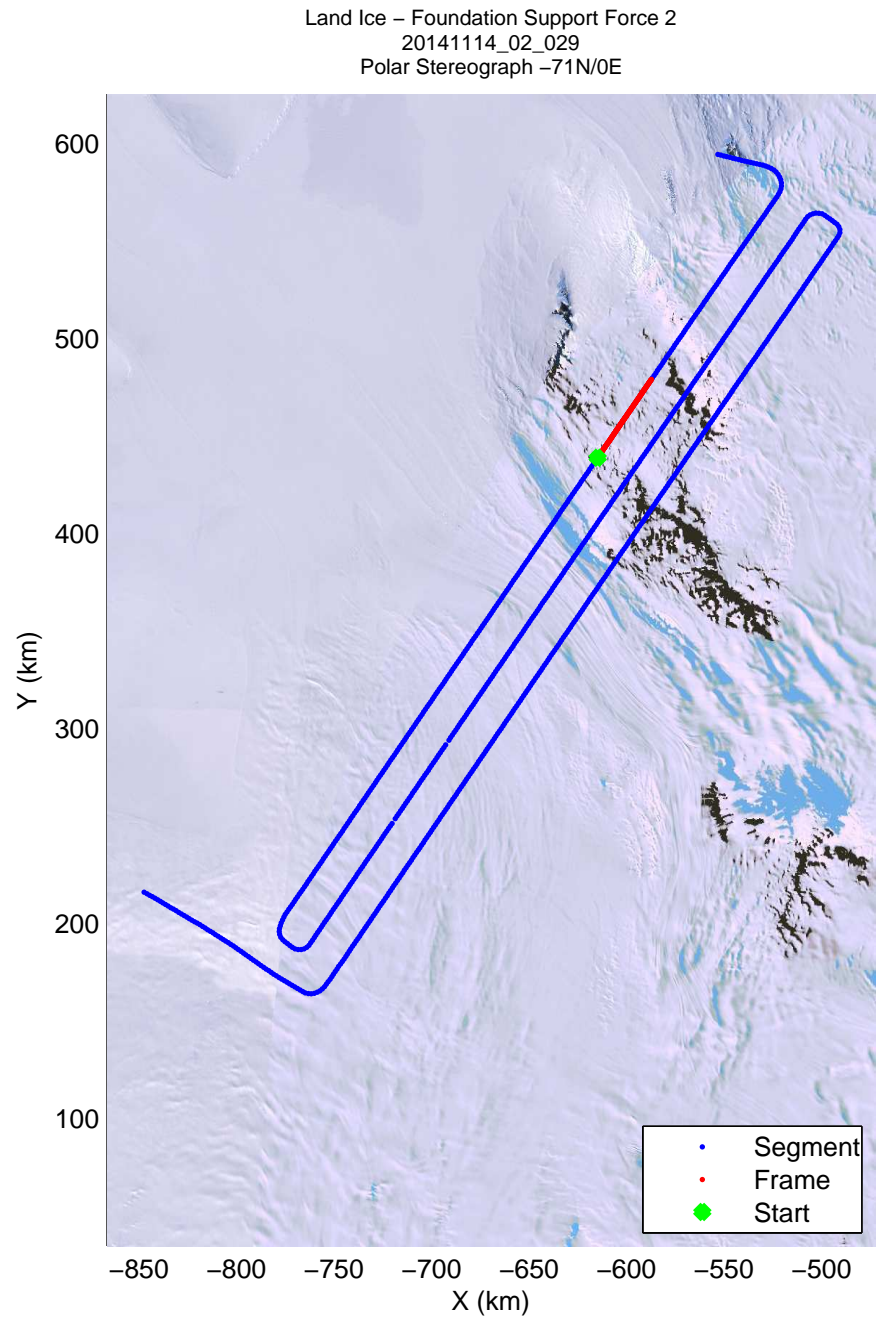 Land Ice − Foundation Support Force 2
20141114_02_029
Polar Stereograph −71N/0E
600
500
400
300
200
100
Y (km)
−850 −800 −750 −700 −650 −600 −550 −500
X (km)
Segment
Frame
Start